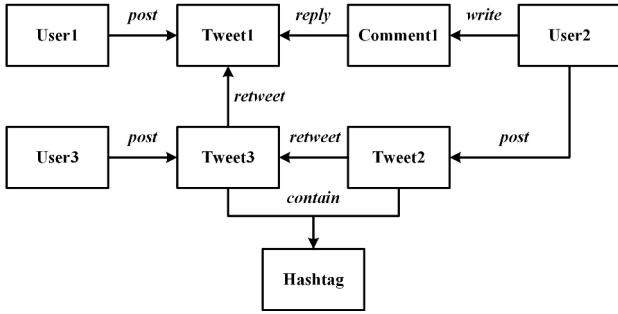 post reply write
User1 Tweet1 Comment1 User2
retweet
post retweet post
User3 Tweet3 Tweet2
contain
Hashtag